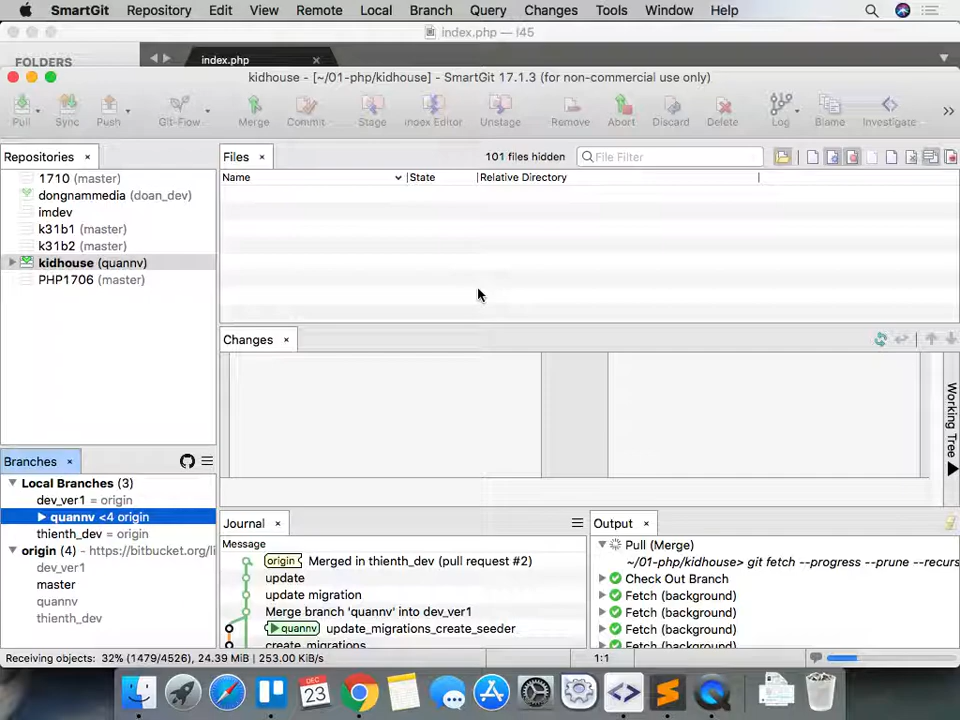 SmartGit Repository Edit View Remote Local Branch Query Changes Tools Window Help
index.php — l45
FOLDERS
index.php
kidhouse - [~/01-php/kidhouse] - SmartGit 17.1.3 (for non-commercial use only)
Pull Sync Push Git-Flow Merge Commit Stage Index Editor Unstage Remove Abort Discard Delete Log Blame Investigate
Repositories
Files
101 files hidden
File Filter
Name State Relative Directory
1710 (master)
dongnammedia (doan_dev)
imdev
k31b1 (master)
k31b2 (master)
kidhouse (quannv)
PHP1706 (master)
Changes
Working Tree
Branches
Local Branches (3)
dev_ver1 = origin
quannv <4 origin
thienth_dev = origin
origin (4) - https://bitbucket.org/li
dev_ver1
master
quannv
thienth_dev
Journal
Message
origin Merged in thienth_dev (pull request #2)
update
update migration
Merge branch 'quannv' into dev_ver1
quannv update_migrations_create_seeder
create_migrations
Output
Pull (Merge)
~/01-php/kidhouse> git fetch --progress --prune --recurs
Check Out Branch
Fetch (background)
Fetch (background)
Fetch (background)
Fetch (background)
Receiving objects: 32% (1479/4526), 24.39 MiB | 253.00 KiB/s
1:1
DEC
23